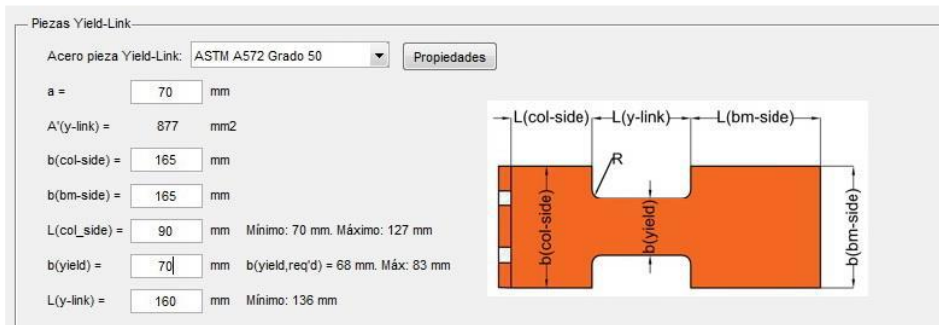 Piezas Yield-Link
Acero pieza Yield-Link: ASTM A572 Grado 50 Propiedades
a = 70 mm
A'(y-link) = 877 mm2
b(col-side) = 165 mm
b(bm-side) = 165 mm
L(col_side) = 90 mm Mínimo: 70 mm. Máximo: 127 mm
b(yield) = 70 mm b(yield,req'd) = 68 mm. Máx: 83 mm
L(y-link) = 160 mm Mínimo: 136 mm
L(col-side) L(y-link) L(bm-side)
R
b(col-side)
b(yield)
b(bm-side)